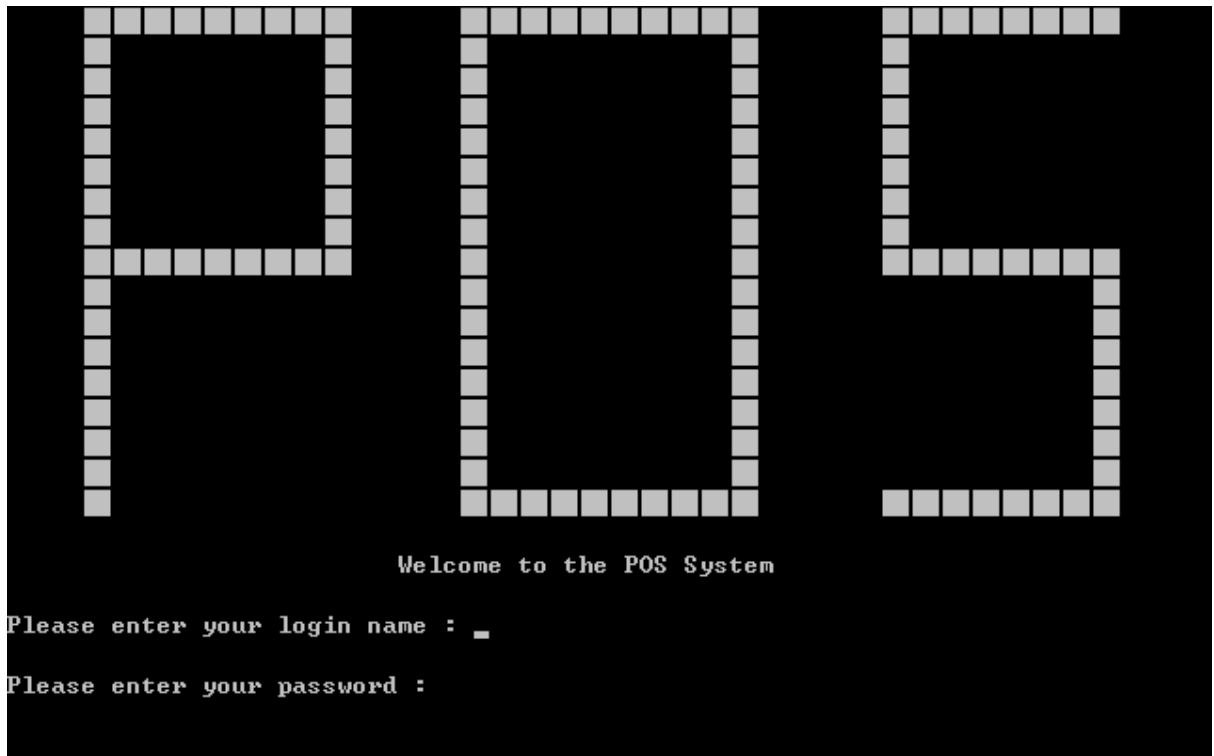 POS
Welcome to the POS System
Please enter your login name : _
Please enter your password :